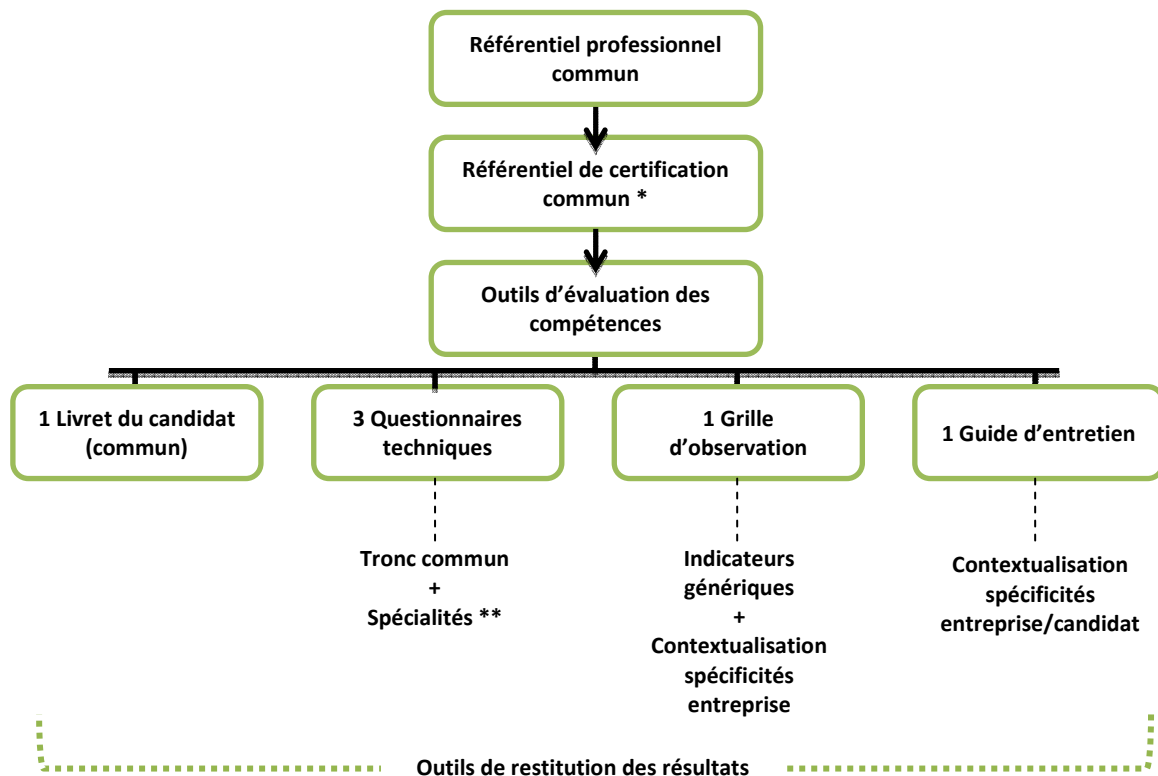 Référentiel professionnel
commun
Référentiel de certification
commun *
Outils d’évaluation des
compétences
1 Livret du candidat
(commun)
3 Questionnaires
techniques
1 Grille
d’observation
1 Guide d’entretien
Tronc commun
+
Spécialités **
Indicateurs
génériques
+
Contextualisation
spécificités
entreprise
Contextualisation
spécificités
entreprise/candidat
Outils de restitution des résultats